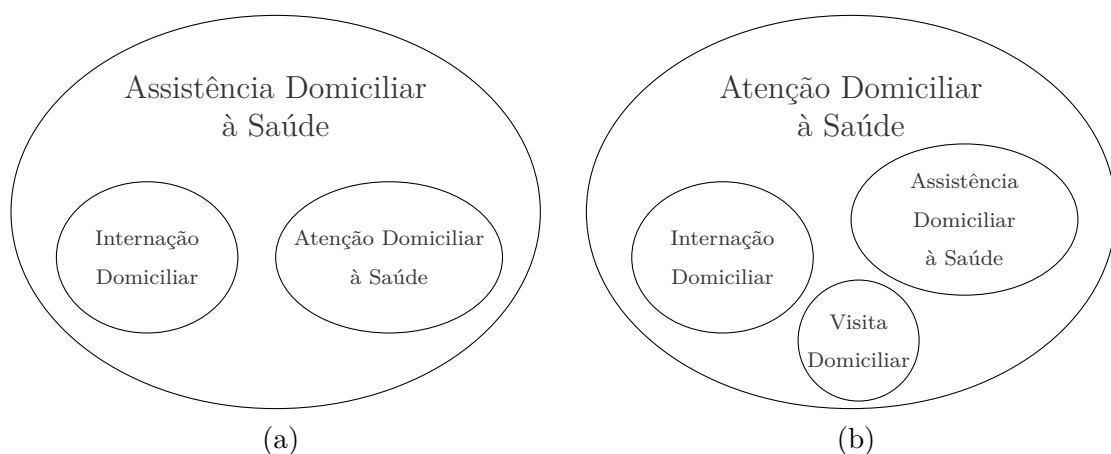 Assistência Domiciliar
à Saúde
Internação
Domiciliar
Atenção Domiciliar
à Saúde
(a)
Atenção Domiciliar
à Saúde
Internação
Domiciliar
Assistência
Domiciliar
à Saúde
Visita
Domiciliar
(b)